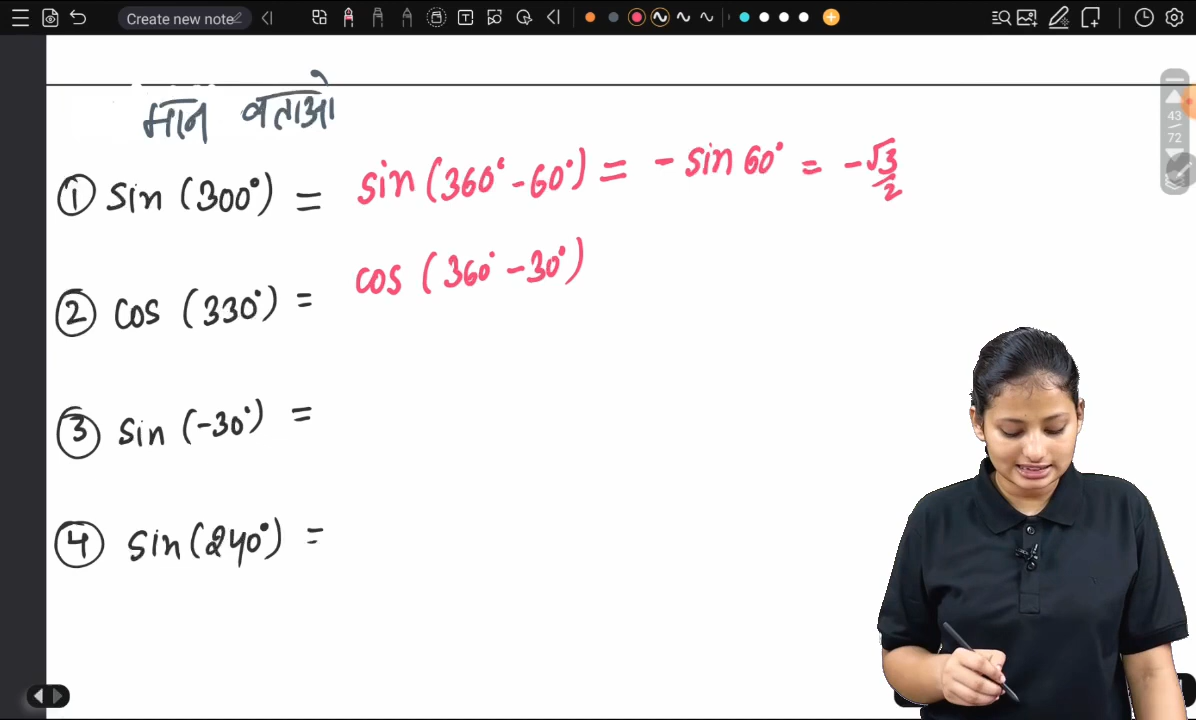 Create new note
43
72
मान बताओ
① sin (300°) = sin (360° - 60°) = - sin 60° = -√3/2
② cos (330°) = cos (360° - 30°)
③ sin (-30°) =
④ sin (240°) =